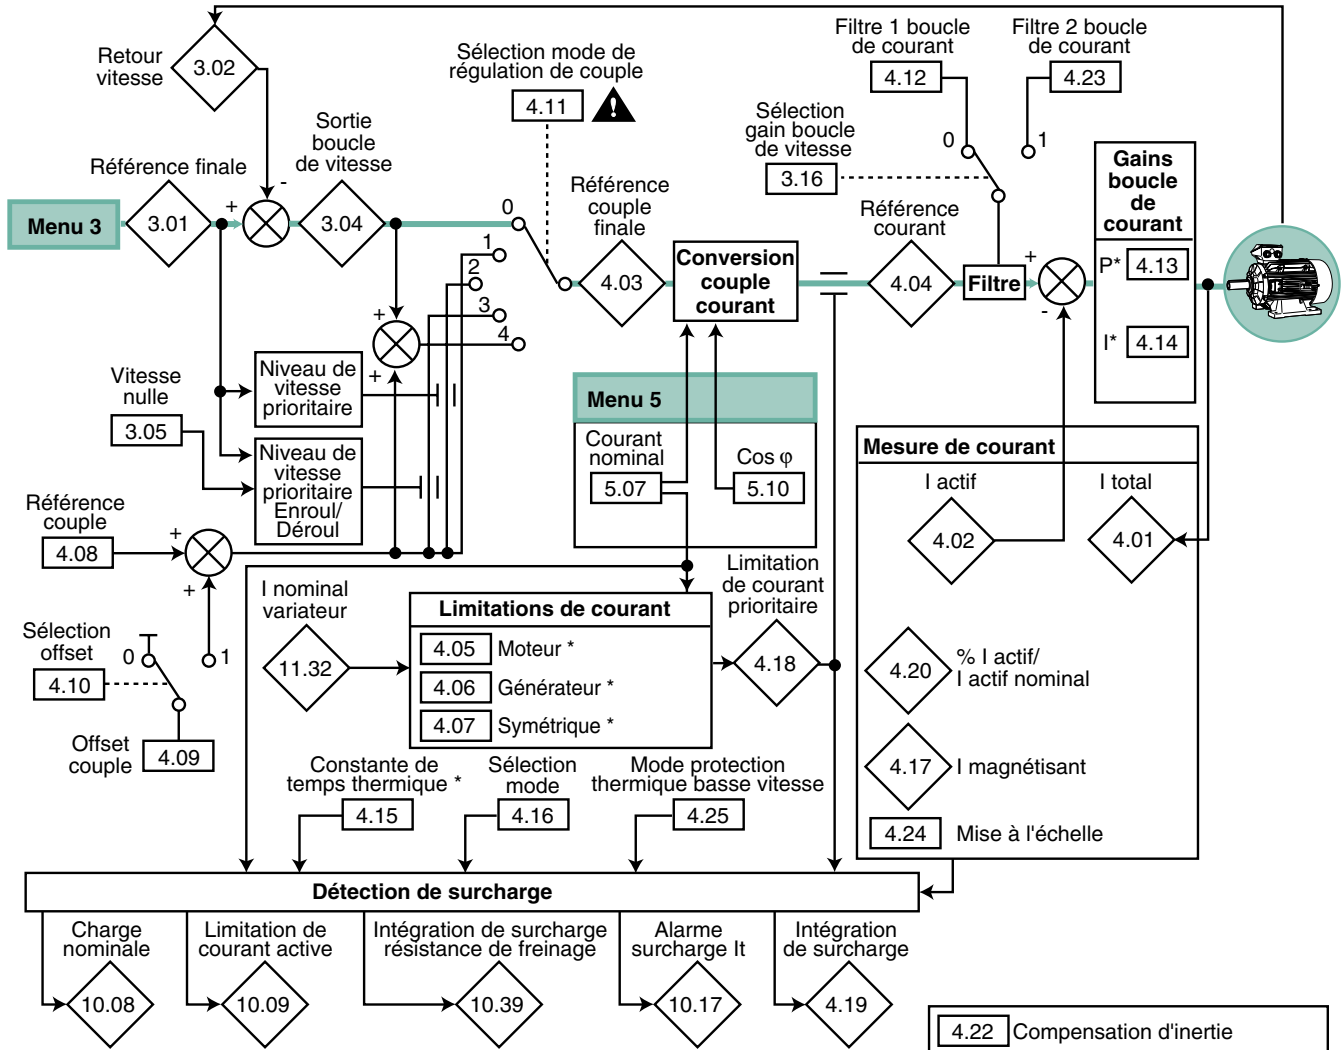 Retour
vitesse
3.02
Sélection mode de
régulation de couple
4.11
Filtre 1 boucle
de courant
4.12
Filtre 2 boucle
de courant
4.23
Sortie
boucle
de vitesse
Sélection
gain boucle
de vitesse
3.16
0
1
Référence finale
Menu 3
3.01
+
-
3.04
0
1
2
3
4
Référence
couple
finale
4.03
Conversion
couple
courant
Référence
courant
4.04
Filtre
+
-
Gains
boucle
de
courant
P*
4.13
I*
4.14
+
+
Vitesse
nulle
3.05
Niveau de
vitesse
prioritaire
Niveau de
vitesse
prioritaire
Enroul/
Déroul
Menu 5
Courant
nominal
5.07
Cos φ
5.10
Mesure de courant
I actif
4.02
I total
4.01
Référence
couple
4.08
+
+
Sélection
offset
4.10
0
1
Offset
couple
4.09
I nominal
variateur
11.32
Limitations de courant
4.05
Moteur *
4.06
Générateur *
4.07
Symétrique *
Limitation
de courant
prioritaire
4.18
4.20
% I actif/
I actif nominal
4.17
I magnétisant
4.24
Mise à l'échelle
Constante de
temps thermique *
4.15
Sélection
mode
4.16
Mode protection
thermique basse vitesse
4.25
Détection de surcharge
Charge
nominale
10.08
Limitation de
courant active
10.09
Intégration de surcharge
résistance de freinage
10.39
Alarme
surcharge It
10.17
Intégration
de surcharge
4.19
4.22
Compensation d'inertie